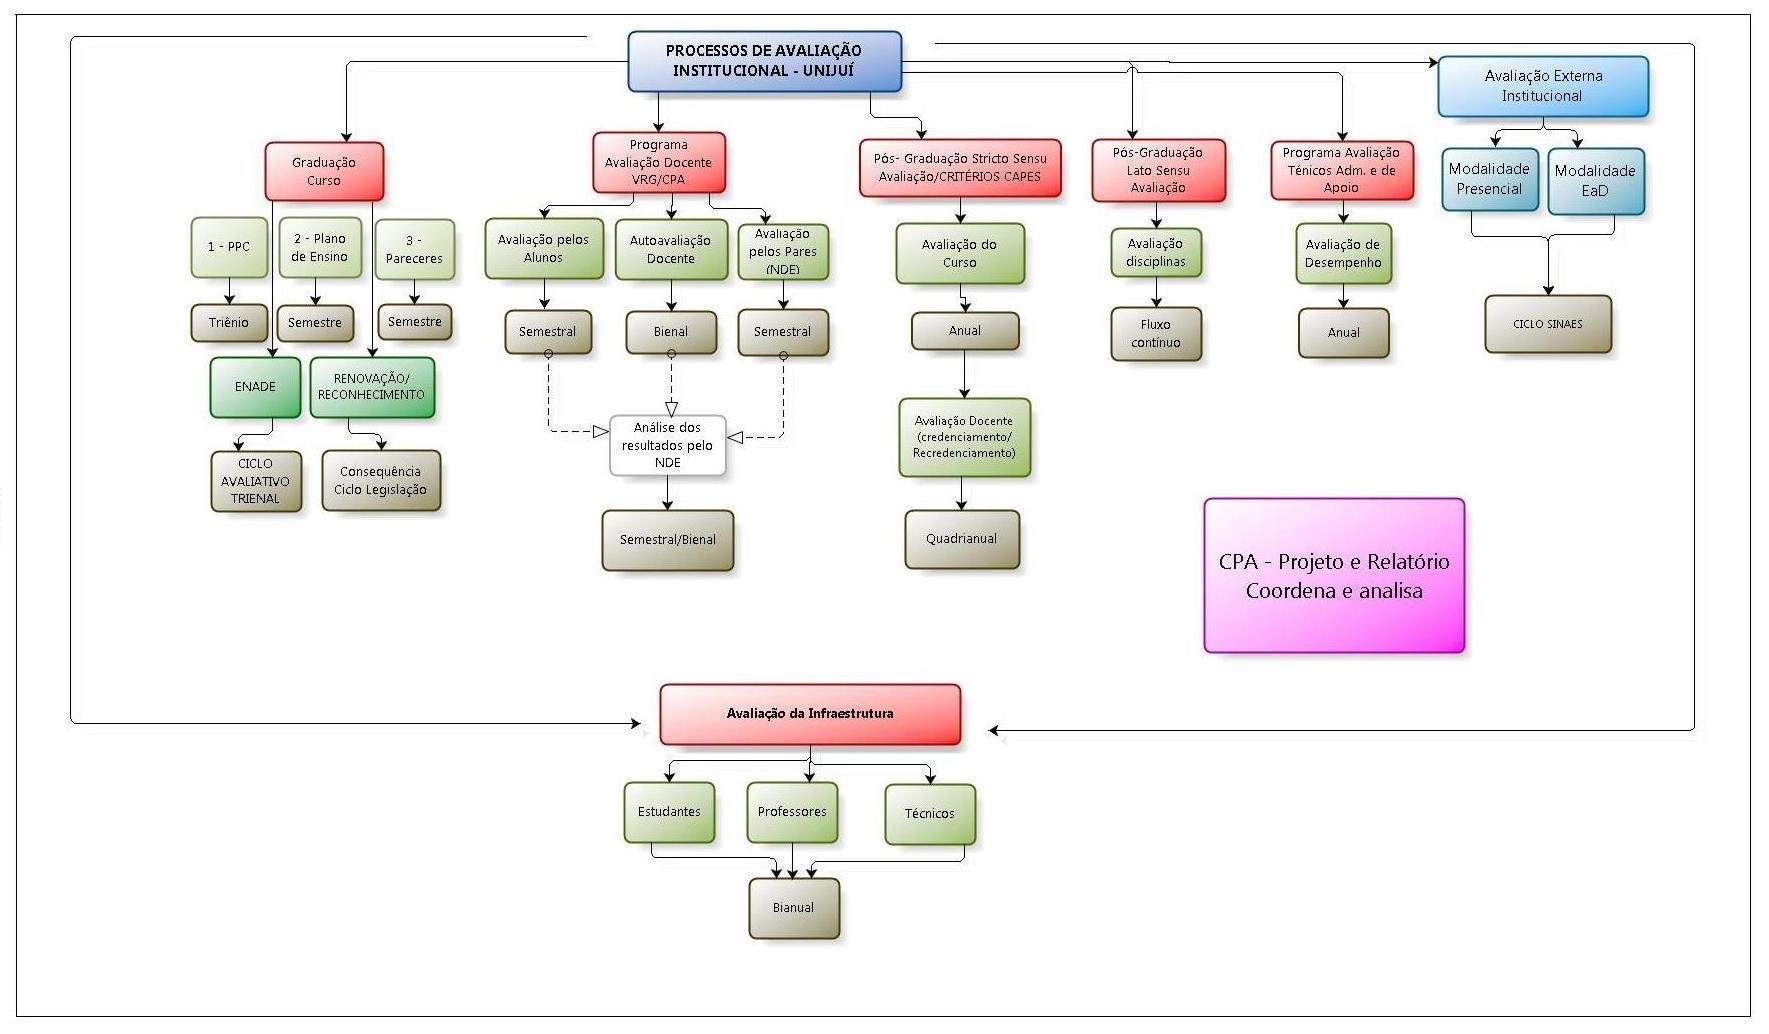 PROCESSOS DE AVALIAÇÃO
INSTITUCIONAL - UNIJUÍ
Avaliação Externa
Institucional
Graduação
Curso
Programa
Avaliação Docente
VRG/CPA
Pós- Graduação Stricto Sensu
Avaliação/CRITÉRIOS CAPES
Pós-Graduação
Lato Sensu
Avaliação
Programa Avaliação
Ténicos Adm. e de
Apoio
Modalidade
Presencial
Modalidade
EaD
1 - PPC
2 - Plano
de Ensino
3 -
Pareceres
Avaliação pelos
Alunos
Autoavaliação
Docente
Avaliação
pelos Pares
(NDE)
Avaliação do
Curso
Avaliação
disciplinas
Avaliação de
Desempenho
Triênio
Semestre
Semestre
Semestral
Bienal
Semestral
Anual
Fluxo
contínuo
Anual
CICLO SINAES
ENADE
RENOVAÇÃO/
RECONHECIMENTO
Análise dos
resultados pelo
NDE
Avaliação Docente
(credenciamento/
Recredenciamento)
CICLO
AVALIATIVO
TRIENAL
Consequência
Ciclo Legislação
Semestral/Bienal
Quadrianual
CPA - Projeto e Relatório
Coordena e analisa
Avaliação da Infraestrutura
Estudantes
Professores
Técnicos
Bianual